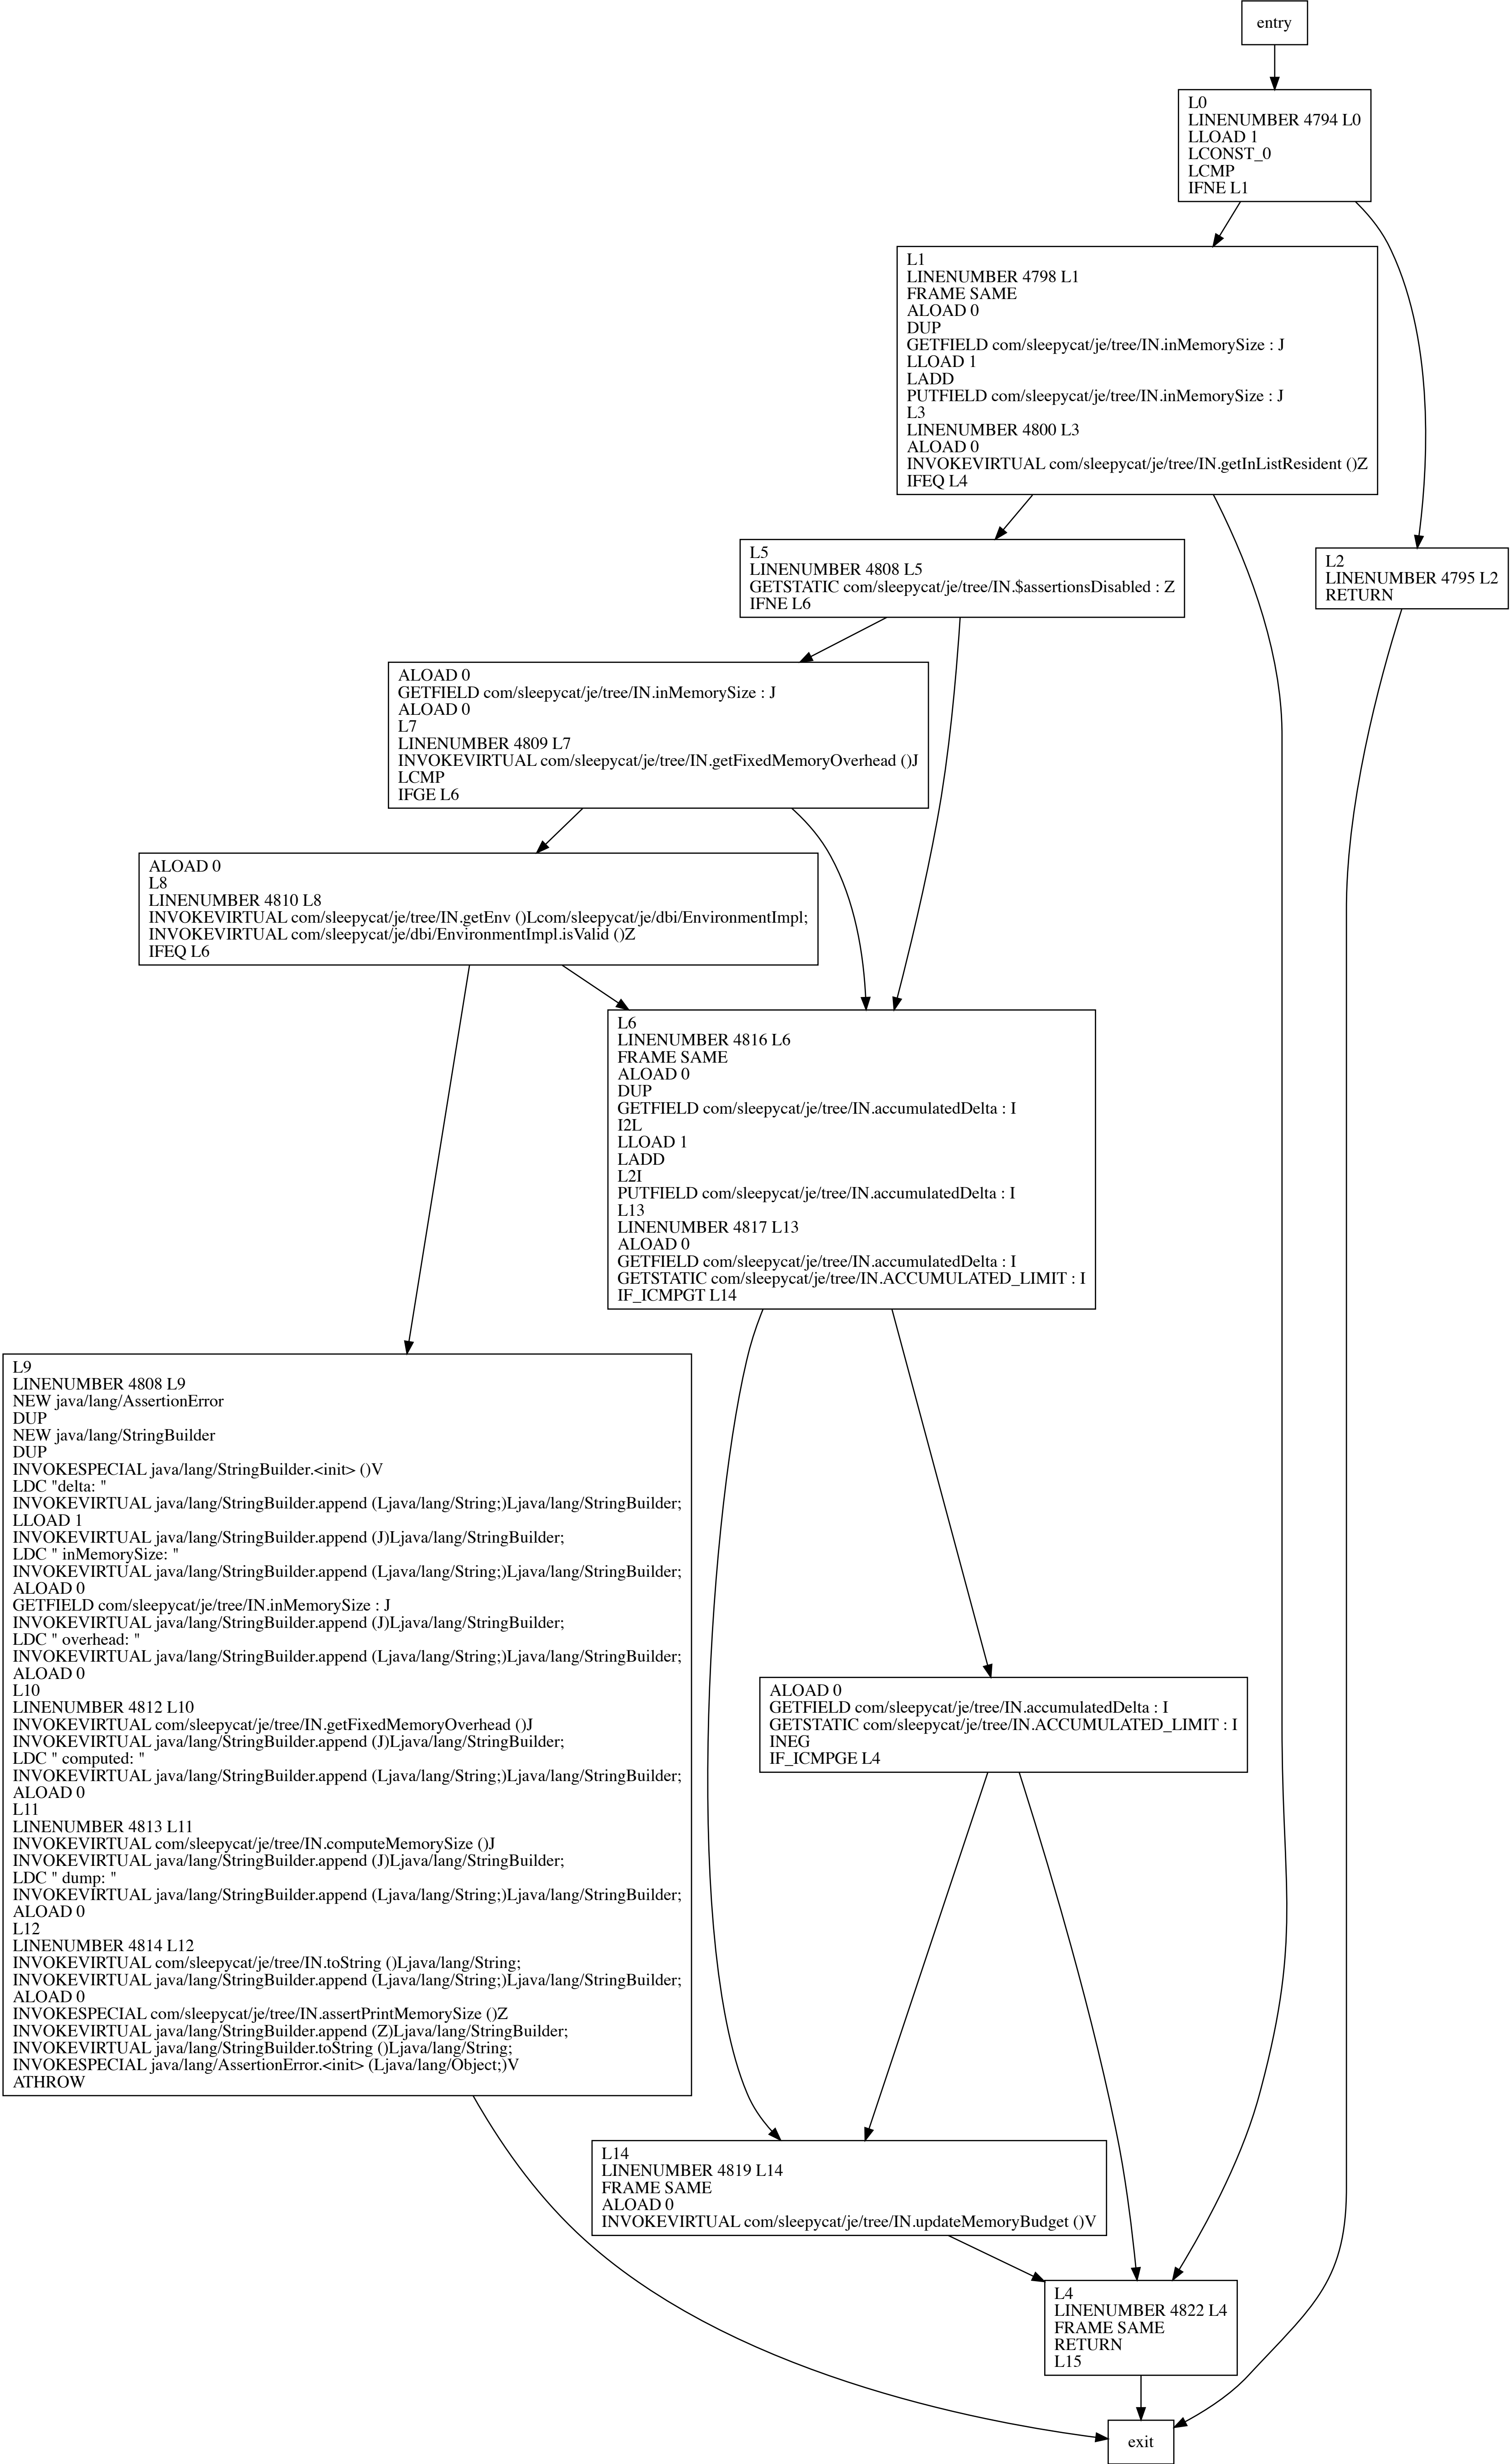 entry
L0
LINENUMBER 4794 L0
LLOAD 1
LCONST_0
LCMP
IFNE L1
L1
LINENUMBER 4798 L1
FRAME SAME
ALOAD 0
DUP
GETFIELD com/sleepycat/je/tree/IN.inMemorySize : J
LLOAD 1
LADD
PUTFIELD com/sleepycat/je/tree/IN.inMemorySize : J
L3
LINENUMBER 4800 L3
ALOAD 0
INVOKEVIRTUAL com/sleepycat/je/tree/IN.getInListResident ()Z
IFEQ L4
L5
LINENUMBER 4808 L5
GETSTATIC com/sleepycat/je/tree/IN.$assertionsDisabled : Z
IFNE L6
L2
LINENUMBER 4795 L2
RETURN
ALOAD 0
GETFIELD com/sleepycat/je/tree/IN.inMemorySize : J
ALOAD 0
L7
LINENUMBER 4809 L7
INVOKEVIRTUAL com/sleepycat/je/tree/IN.getFixedMemoryOverhead ()J
LCMP
IFGE L6
ALOAD 0
L8
LINENUMBER 4810 L8
INVOKEVIRTUAL com/sleepycat/je/tree/IN.getEnv ()Lcom/sleepycat/je/dbi/EnvironmentImpl;
INVOKEVIRTUAL com/sleepycat/je/dbi/EnvironmentImpl.isValid ()Z
IFEQ L6
L6
LINENUMBER 4816 L6
FRAME SAME
ALOAD 0
DUP
GETFIELD com/sleepycat/je/tree/IN.accumulatedDelta : I
I2L
LLOAD 1
LADD
L2I
PUTFIELD com/sleepycat/je/tree/IN.accumulatedDelta : I
L13
LINENUMBER 4817 L13
ALOAD 0
GETFIELD com/sleepycat/je/tree/IN.accumulatedDelta : I
GETSTATIC com/sleepycat/je/tree/IN.ACCUMULATED_LIMIT : I
IF_ICMPGT L14
L9
LINENUMBER 4808 L9
NEW java/lang/AssertionError
DUP
NEW java/lang/StringBuilder
DUP
INVOKESPECIAL java/lang/StringBuilder.<init> ()V
LDC "delta: "
INVOKEVIRTUAL java/lang/StringBuilder.append (Ljava/lang/String;)Ljava/lang/StringBuilder;
LLOAD 1
INVOKEVIRTUAL java/lang/StringBuilder.append (J)Ljava/lang/StringBuilder;
LDC " inMemorySize: "
INVOKEVIRTUAL java/lang/StringBuilder.append (Ljava/lang/String;)Ljava/lang/StringBuilder;
ALOAD 0
GETFIELD com/sleepycat/je/tree/IN.inMemorySize : J
INVOKEVIRTUAL java/lang/StringBuilder.append (J)Ljava/lang/StringBuilder;
LDC " overhead: "
INVOKEVIRTUAL java/lang/StringBuilder.append (Ljava/lang/String;)Ljava/lang/StringBuilder;
ALOAD 0
L10
LINENUMBER 4812 L10
INVOKEVIRTUAL com/sleepycat/je/tree/IN.getFixedMemoryOverhead ()J
INVOKEVIRTUAL java/lang/StringBuilder.append (J)Ljava/lang/StringBuilder;
LDC " computed: "
INVOKEVIRTUAL java/lang/StringBuilder.append (Ljava/lang/String;)Ljava/lang/StringBuilder;
ALOAD 0
L11
LINENUMBER 4813 L11
INVOKEVIRTUAL com/sleepycat/je/tree/IN.computeMemorySize ()J
INVOKEVIRTUAL java/lang/StringBuilder.append (J)Ljava/lang/StringBuilder;
LDC " dump: "
INVOKEVIRTUAL java/lang/StringBuilder.append (Ljava/lang/String;)Ljava/lang/StringBuilder;
ALOAD 0
L12
LINENUMBER 4814 L12
INVOKEVIRTUAL com/sleepycat/je/tree/IN.toString ()Ljava/lang/String;
INVOKEVIRTUAL java/lang/StringBuilder.append (Ljava/lang/String;)Ljava/lang/StringBuilder;
ALOAD 0
INVOKESPECIAL com/sleepycat/je/tree/IN.assertPrintMemorySize ()Z
INVOKEVIRTUAL java/lang/StringBuilder.append (Z)Ljava/lang/StringBuilder;
INVOKEVIRTUAL java/lang/StringBuilder.toString ()Ljava/lang/String;
INVOKESPECIAL java/lang/AssertionError.<init> (Ljava/lang/Object;)V
ATHROW
ALOAD 0
GETFIELD com/sleepycat/je/tree/IN.accumulatedDelta : I
GETSTATIC com/sleepycat/je/tree/IN.ACCUMULATED_LIMIT : I
INEG
IF_ICMPGE L4
L14
LINENUMBER 4819 L14
FRAME SAME
ALOAD 0
INVOKEVIRTUAL com/sleepycat/je/tree/IN.updateMemoryBudget ()V
L4
LINENUMBER 4822 L4
FRAME SAME
RETURN
L15
exit